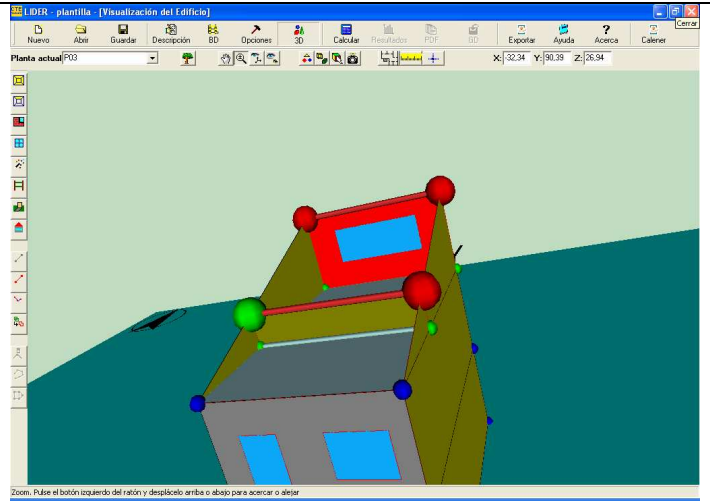 LIDER - plantilla - [Visualización del Edificio]
Cerrar
Nuevo Abrir Guardar Descripción BD Opciones 3D Calcular Resultados PDF GD Exportar Ayuda Acerca Calener
Planta actual P03 X: -32,34 Y: 90,39 Z: 26,94
Zoom. Pulse el botón izquierdo del ratón y desplácelo arriba o abajo para acercar o alejar